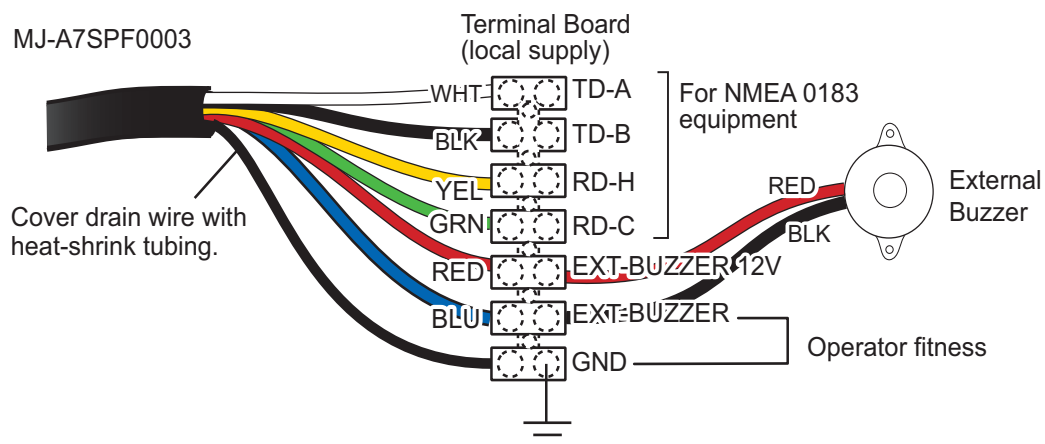 MJ-A7SPF0003
Terminal Board
(local supply)
WHT
TD-A
BLK
TD-B
YEL
RD-H
GRN
RD-C
RED
EXT-BUZZER 12V
BLU
EXT-BUZZER
GND
For NMEA 0183
equipment
RED
BLK
External
Buzzer
Operator fitness
Cover drain wire with
heat-shrink tubing.